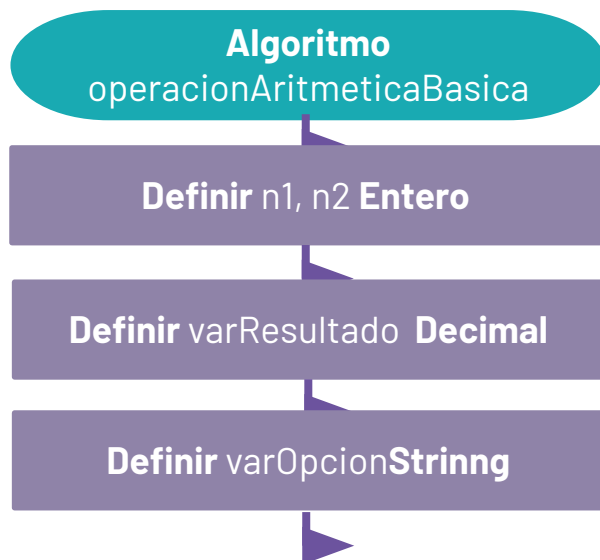 Algoritmo
operacionAritmeticaBasica
Definir n1, n2 Entero
Definir varResultado Decimal
Definir varOpcionStrinng